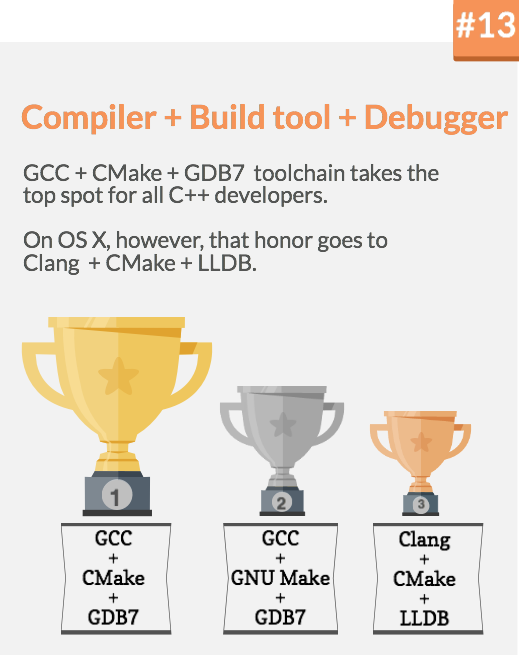 #13
Compiler + Build tool + Debugger
GCC + CMake + GDB7 toolchain takes the
top spot for all C++ developers.
On OS X, however, that honor goes to
Clang + CMake + LLDB.
1
2
3
GCC
+
CMake
+
GDB7
GCC
+
GNU Make
+
GDB7
Clang
+
CMake
+
LLDB